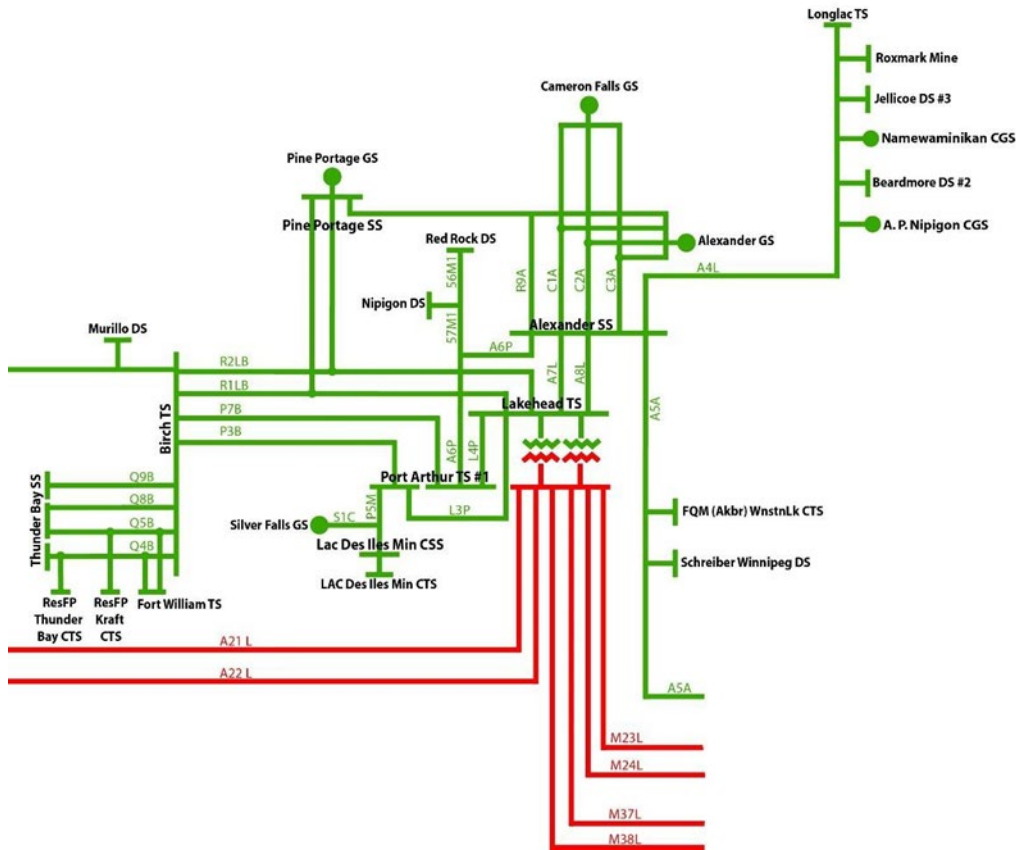 Longlac TS
Roxmark Mine
Cameron Falls GS
Jellicoe DS #3
Namewaminikan CGS
Pine Portage GS
Beardmore DS #2
Pine Portage SS
A. P. Nipigon CGS
Red Rock DS
Alexander GS
A4L
56M1
R9A
C1A
C2A
C3A
Nipigon DS
57M1
Alexander SS
Murillo DS
A6P
R2LB
A7L
A8L
R1LB
Lakehead TS
A5A
P7B
Birch TS
P3B
A6P
L4P
Port Arthur TS #1
Q9B
Thunder Bay SS
Q8B
P5M
L3P
FQM (Akbr) WnstnLk CTS
S1C
Silver Falls GS
Q5B
Lac Des Iles Min CSS
Q4B
Schreiber Winnipeg DS
LAC Des Iles Min CTS
ResFP
Thunder
Bay CTS
ResFP
Kraft
CTS
Fort William TS
A21 L
A22 L
A5A
M23L
M24L
M37L
M38L